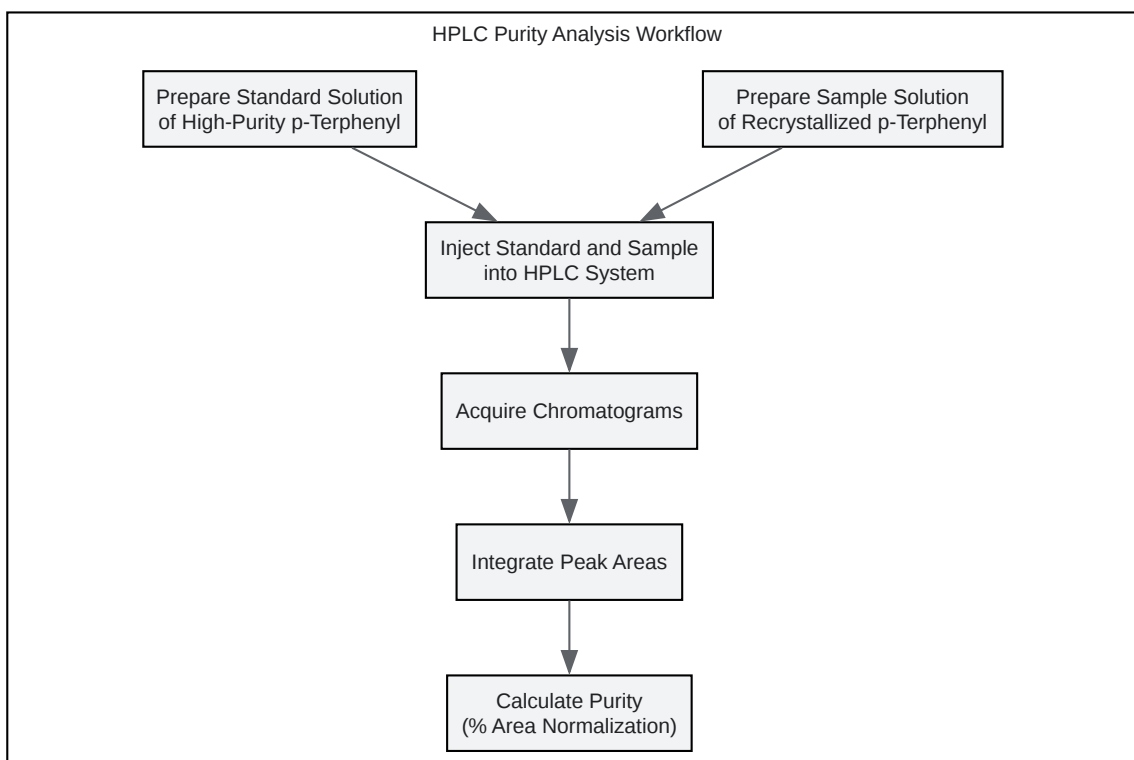 HPLC Purity Analysis Workflow
Prepare Standard Solution
of High-Purity p-Terphenyl
Prepare Sample Solution
of Recrystallized p-Terphenyl
Inject Standard and Sample
into HPLC System
Acquire Chromatograms
Integrate Peak Areas
Calculate Purity
(% Area Normalization)